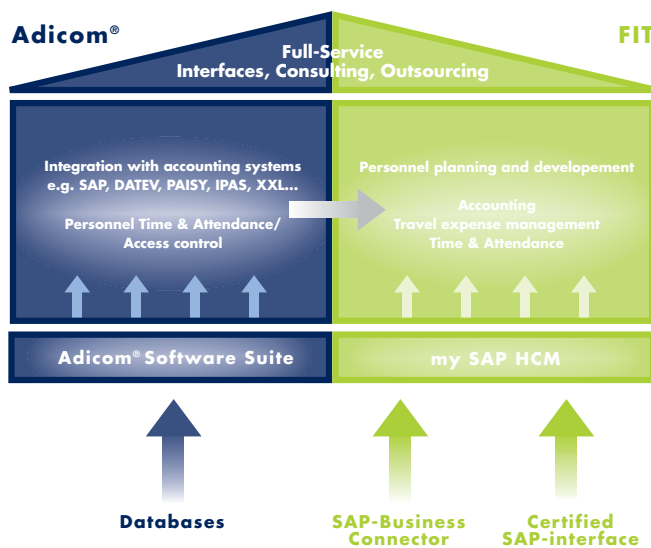 Adicom®
FIT
Full-Service
Interfaces, Consulting, Outsourcing
Integration with accounting systems
e.g. SAP, DATEV, PAISY, IPAS, XXL...
Personnel Time & Attendance/
Access control
Personnel planning and developement
Accounting
Travel expense management
Time & Attendance
Adicom® Software Suite
my SAP HCM
Databases
SAP-Business
Connector
Certified
SAP-interface